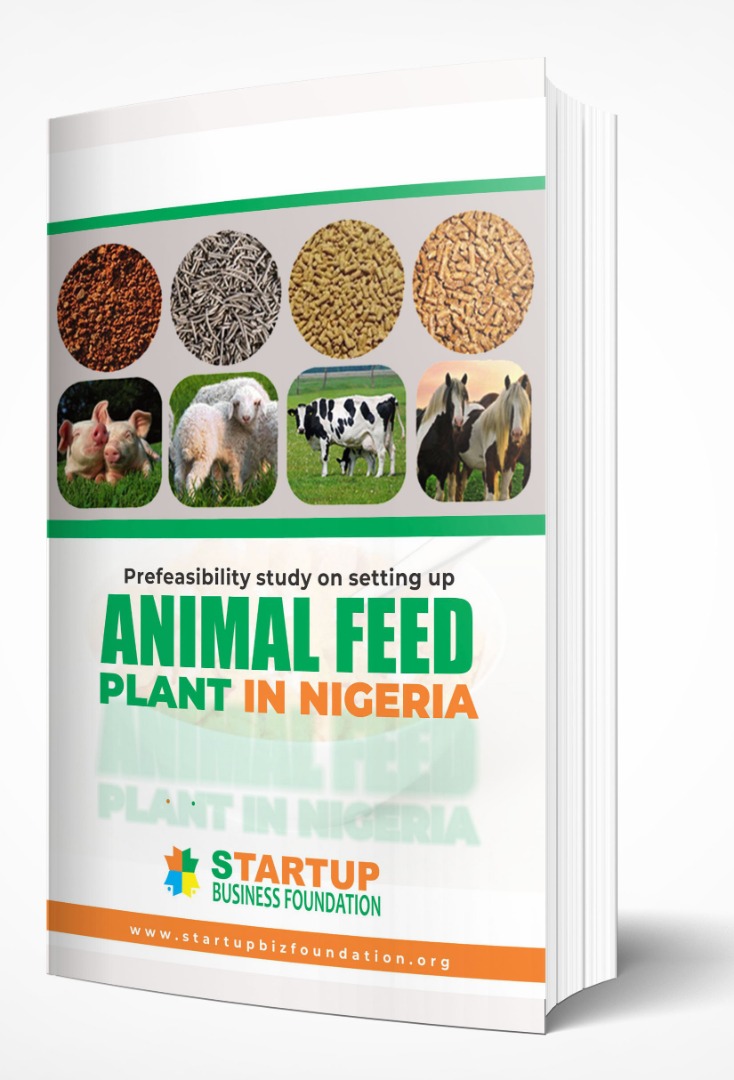 Prefeasibility study on setting up
ANIMAL FEED
PLANT IN NIGERIA
STARTUP
BUSINESS FOUNDATION
www.startupbizfoundation.org